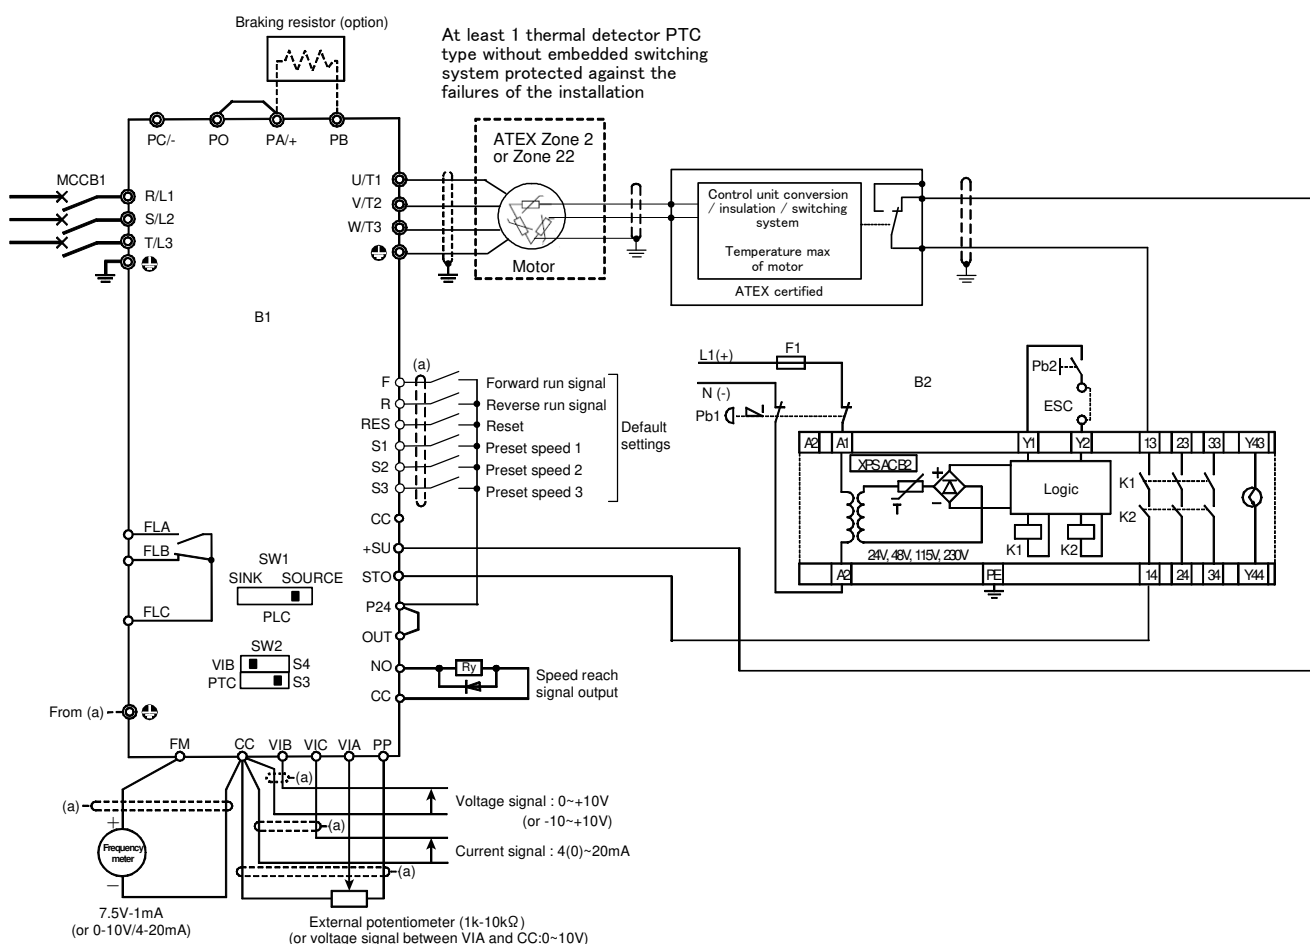 Braking resistor (option)
At least 1 thermal detector PTC
type without embedded switching
system protected against the
failures of the installation
PC/-
PO
PA/+
PB
ATEX Zone 2
or Zone 22
MCCB1
R/L1
S/L2
T/L3
U/T1
V/T2
W/T3
Motor
Control unit conversion
/ insulation / switching
system
Temperature max
of motor
ATEX certified
B1
(a)
F
Forward run signal
R
Reverse run signal
RES
Reset
S1
Preset speed 1
S2
Preset speed 2
S3
Preset speed 3
Default
settings
CC
+SU
STO
P24
OUT
NO
CC
Ry
Speed reach
signal output
L1(+)
F1
N (-)
Pb1
B2
Pb2
ESC
A2
A1
Y1
Y2
13
23
33
Y43
XPSACB2
+
-
T
Logic
K1
K2
K1
K2
24V, 48V, 115V, 230V
A2
PE
14
24
34
Y44
FLA
FLB
FLC
SW1
SINK
SOURCE
PLC
SW2
VIB
S4
PTC
S3
From (a)
FM
CC
VIB
VIC
VIA
PP
(a)
Voltage signal : 0~+10V
(or -10~+10V)
(a)
(a)
Current signal : 4(0)~20mA
(a)
+
Frequency
meter
−
7.5V-1mA
(or 0-10V/4-20mA)
External potentiometer (1k-10kΩ)
(or voltage signal between VIA and CC:0~10V)